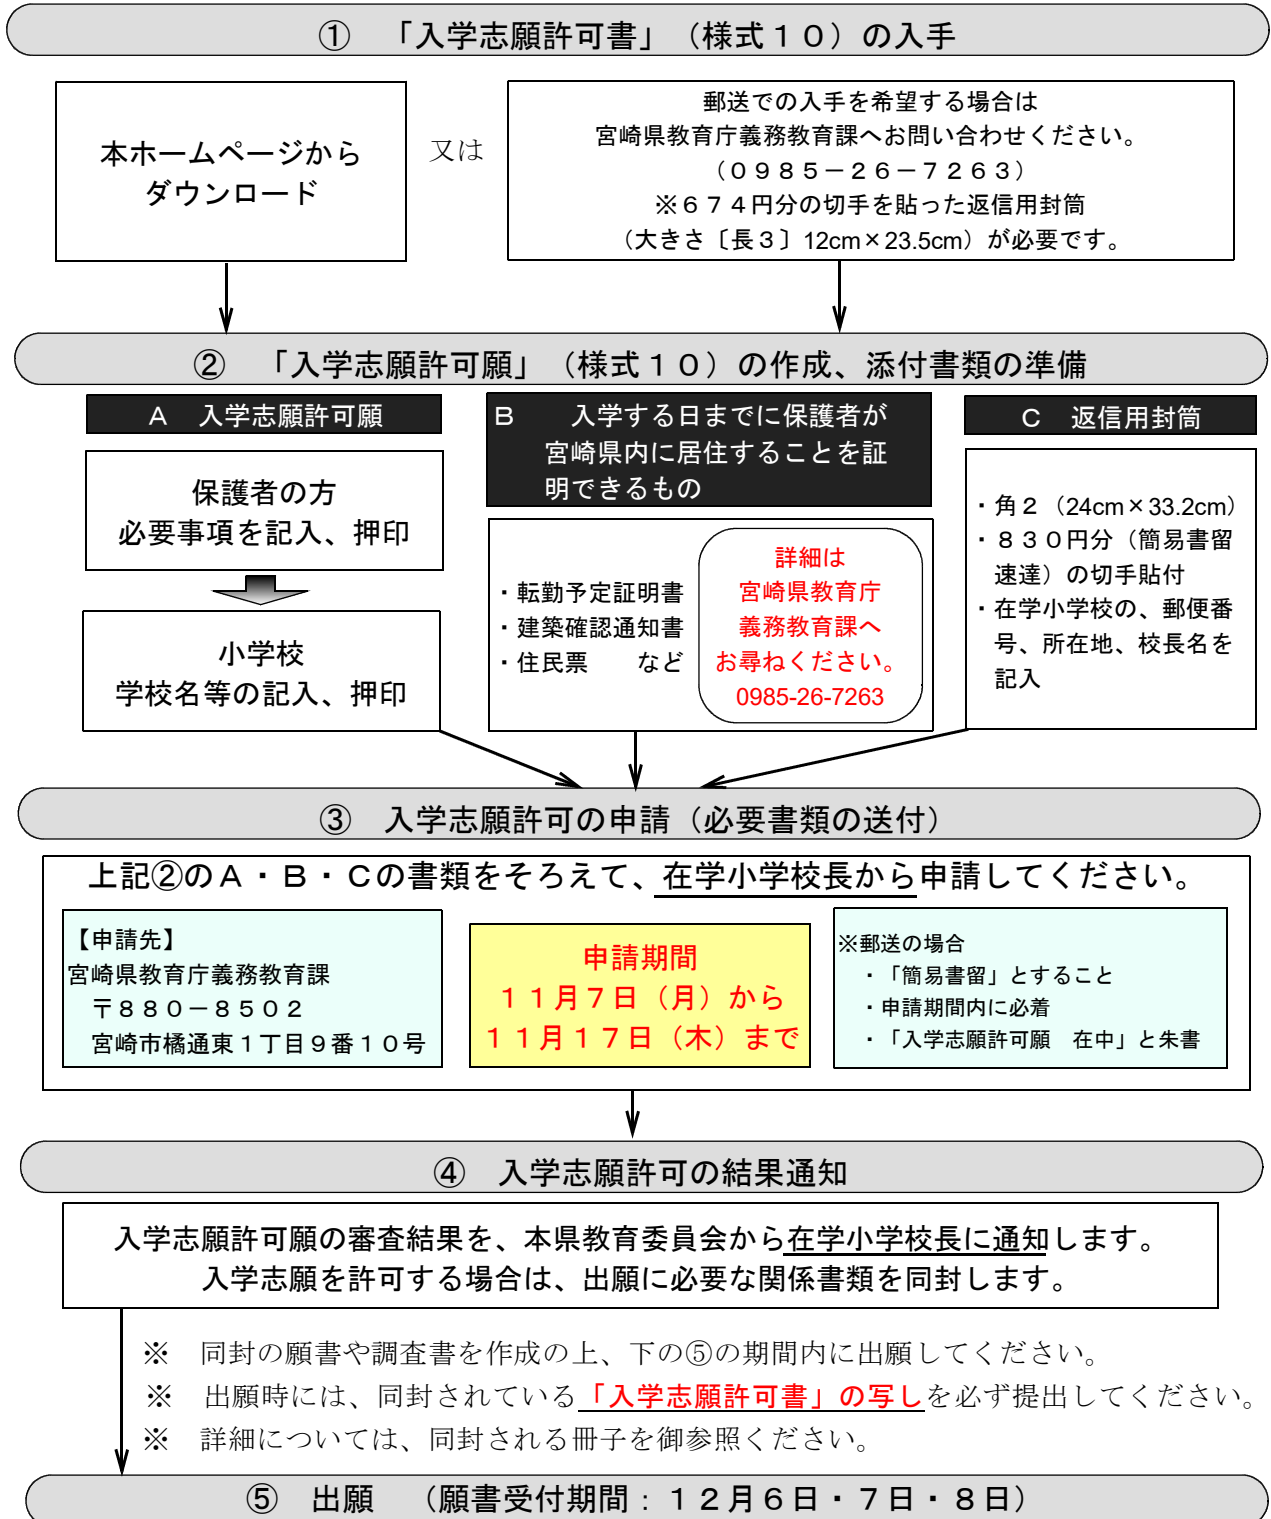 ① 「入学志願許可書」（様式１０）の入手
本ホームページから
ダウンロード
又は
郵送での入手を希望する場合は
宮崎県教育庁義務教育課へお問い合わせください。
（０９８５－２６－７２６３）
※６７４円分の切手を貼った返信用封筒
（大きさ〔長３〕12cm×23.5cm）が必要です。
② 「入学志願許可願」（様式１０）の作成、添付書類の準備
Ａ 入学志願許可願
保護者の方
必要事項を記入、押印
小学校
学校名等の記入、押印
Ｂ 入学する日までに保護者が
宮崎県内に居住することを証
明できるもの
・転勤予定証明書
・建築確認通知書
・住民票 など
詳細は
宮崎県教育庁
義務教育課へ
お尋ねください。
0985-26-7263
Ｃ 返信用封筒
・角２（24cm×33.2cm）
・８３０円分（簡易書留
速達）の切手貼付
・在学小学校の、郵便番
号、所在地、校長名を
記入
③ 入学志願許可の申請（必要書類の送付）
上記②のＡ・Ｂ・Ｃの書類をそろえて、在学小学校長から申請してください。
【申請先】
宮崎県教育庁義務教育課
〒８８０－８５０２
宮崎市橘通東１丁目９番１０号
申請期間
１１月７日（月）から
１１月１７日（木）まで
※郵送の場合
・「簡易書留」とすること
・申請期間内に必着
・「入学志願許可願 在中」と朱書
④ 入学志願許可の結果通知
入学志願許可願の審査結果を、本県教育委員会から在学小学校長に通知します。
入学志願を許可する場合は、出願に必要な関係書類を同封します。
※ 同封の願書や調査書を作成の上、下の⑤の期間内に出願してください。
※ 出願時には、同封されている「入学志願許可書」の写しを必ず提出してください。
※ 詳細については、同封される冊子を御参照ください。
⑤ 出願 （願書受付期間：１２月６日・７日・８日）